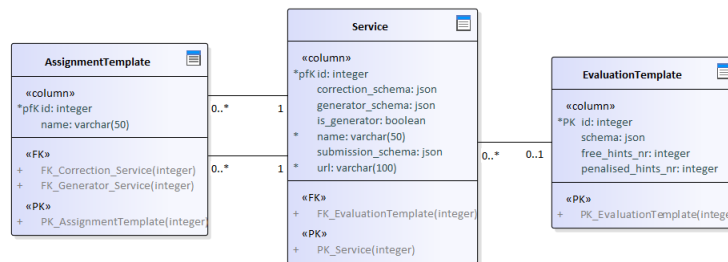 AssignmentTemplate
«column»
*pfK id: integer
name: varchar(50)
«FK»
+ FK_Correction_Service(integer)
+ FK_Generator_Service(integer)
«PK»
+ PK_AssignmentTemplate(integer)
0..* 1
0..* 1
Service
«column»
*pfK id: integer
correction_schema: json
generator_schema: json
is_generator: boolean
* name: varchar(50)
submission_schema: json
* url: varchar(100)
«FK»
+ FK_EvaluationTemplate(integer)
«PK»
+ PK_Service(integer)
0..* 0..1
EvaluationTemplate
«column»
*PK id: integer
schema: json
free_hints_nr: integer
penalised_hints_nr: integer
«PK»
+ PK_EvaluationTemplate(intege